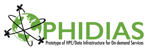 PHIDIAS
Prototype of HPC/Data Infrastructure for On-demand Services